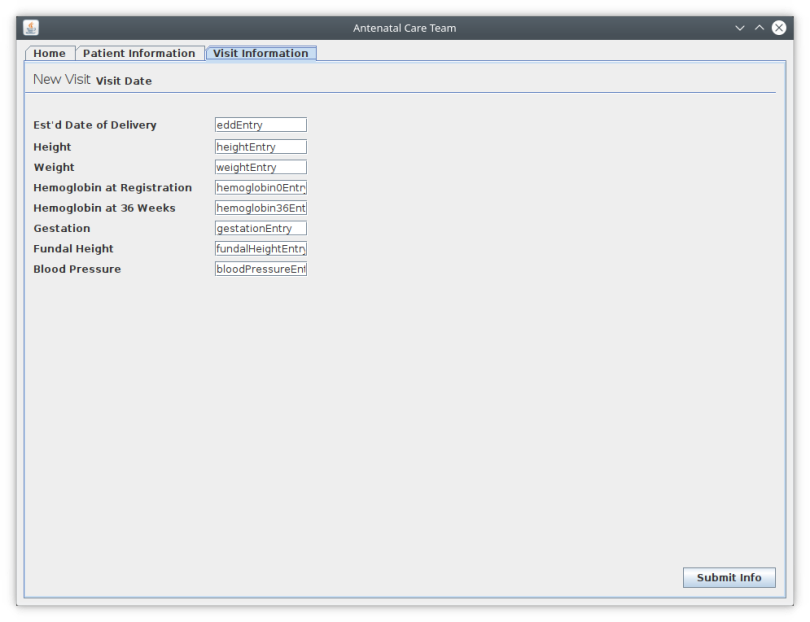 Antenatal Care Team
Home Patient Information Visit Information
New Visit Visit Date
Est'd Date of Delivery eddEntry
Height heightEntry
Weight weightEntry
Hemoglobin at Registration hemoglobin0Entry
Hemoglobin at 36 Weeks hemoglobin36Ent
Gestation gestationEntry
Fundal Height fundalHeightEntry
Blood Pressure bloodPressureEnt
Submit Info